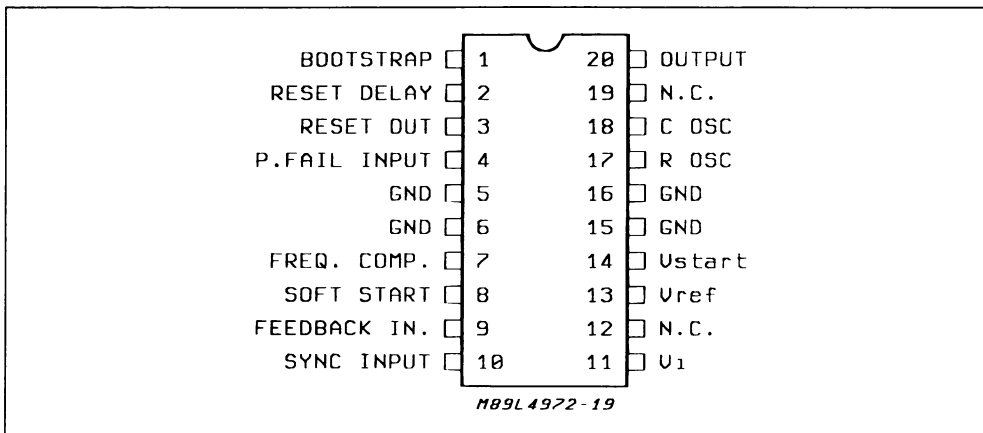 BOOTSTRAP 1 20 OUTPUT
RESET DELAY 2 19 N.C.
RESET OUT 3 18 C OSC
P.FAIL INPUT 4 17 R OSC
GND 5 16 GND
GND 6 15 GND
FREQ. COMP. 7 14 Vstart
SOFT START 8 13 Vref
FEEDBACK IN. 9 12 N.C.
SYNC INPUT 10 11 Vi
M89L4972-19